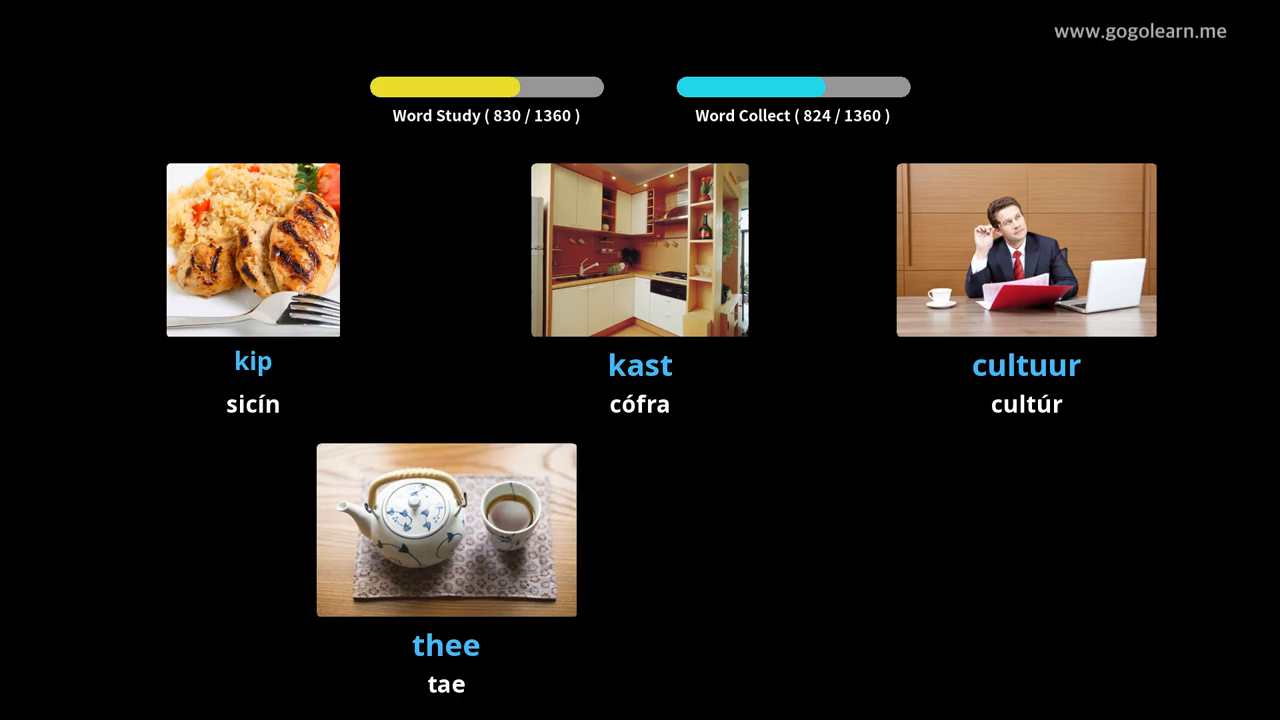 www.gogolearn.me
Word Study ( 830 / 1360 )
Word Collect ( 824 / 1360 )
kip
sicín
kast
cófra
cultuur
cultúr
thee
tae